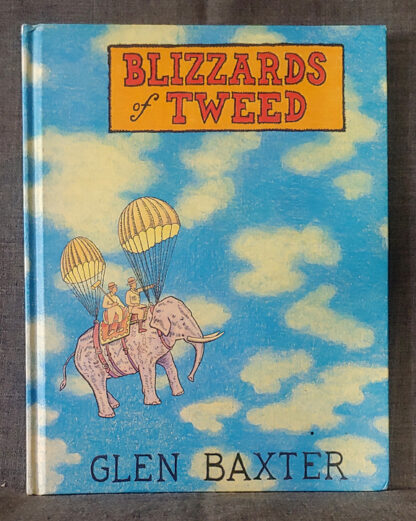 BLIZZARDS
of TWEED
GLEN BAXTER